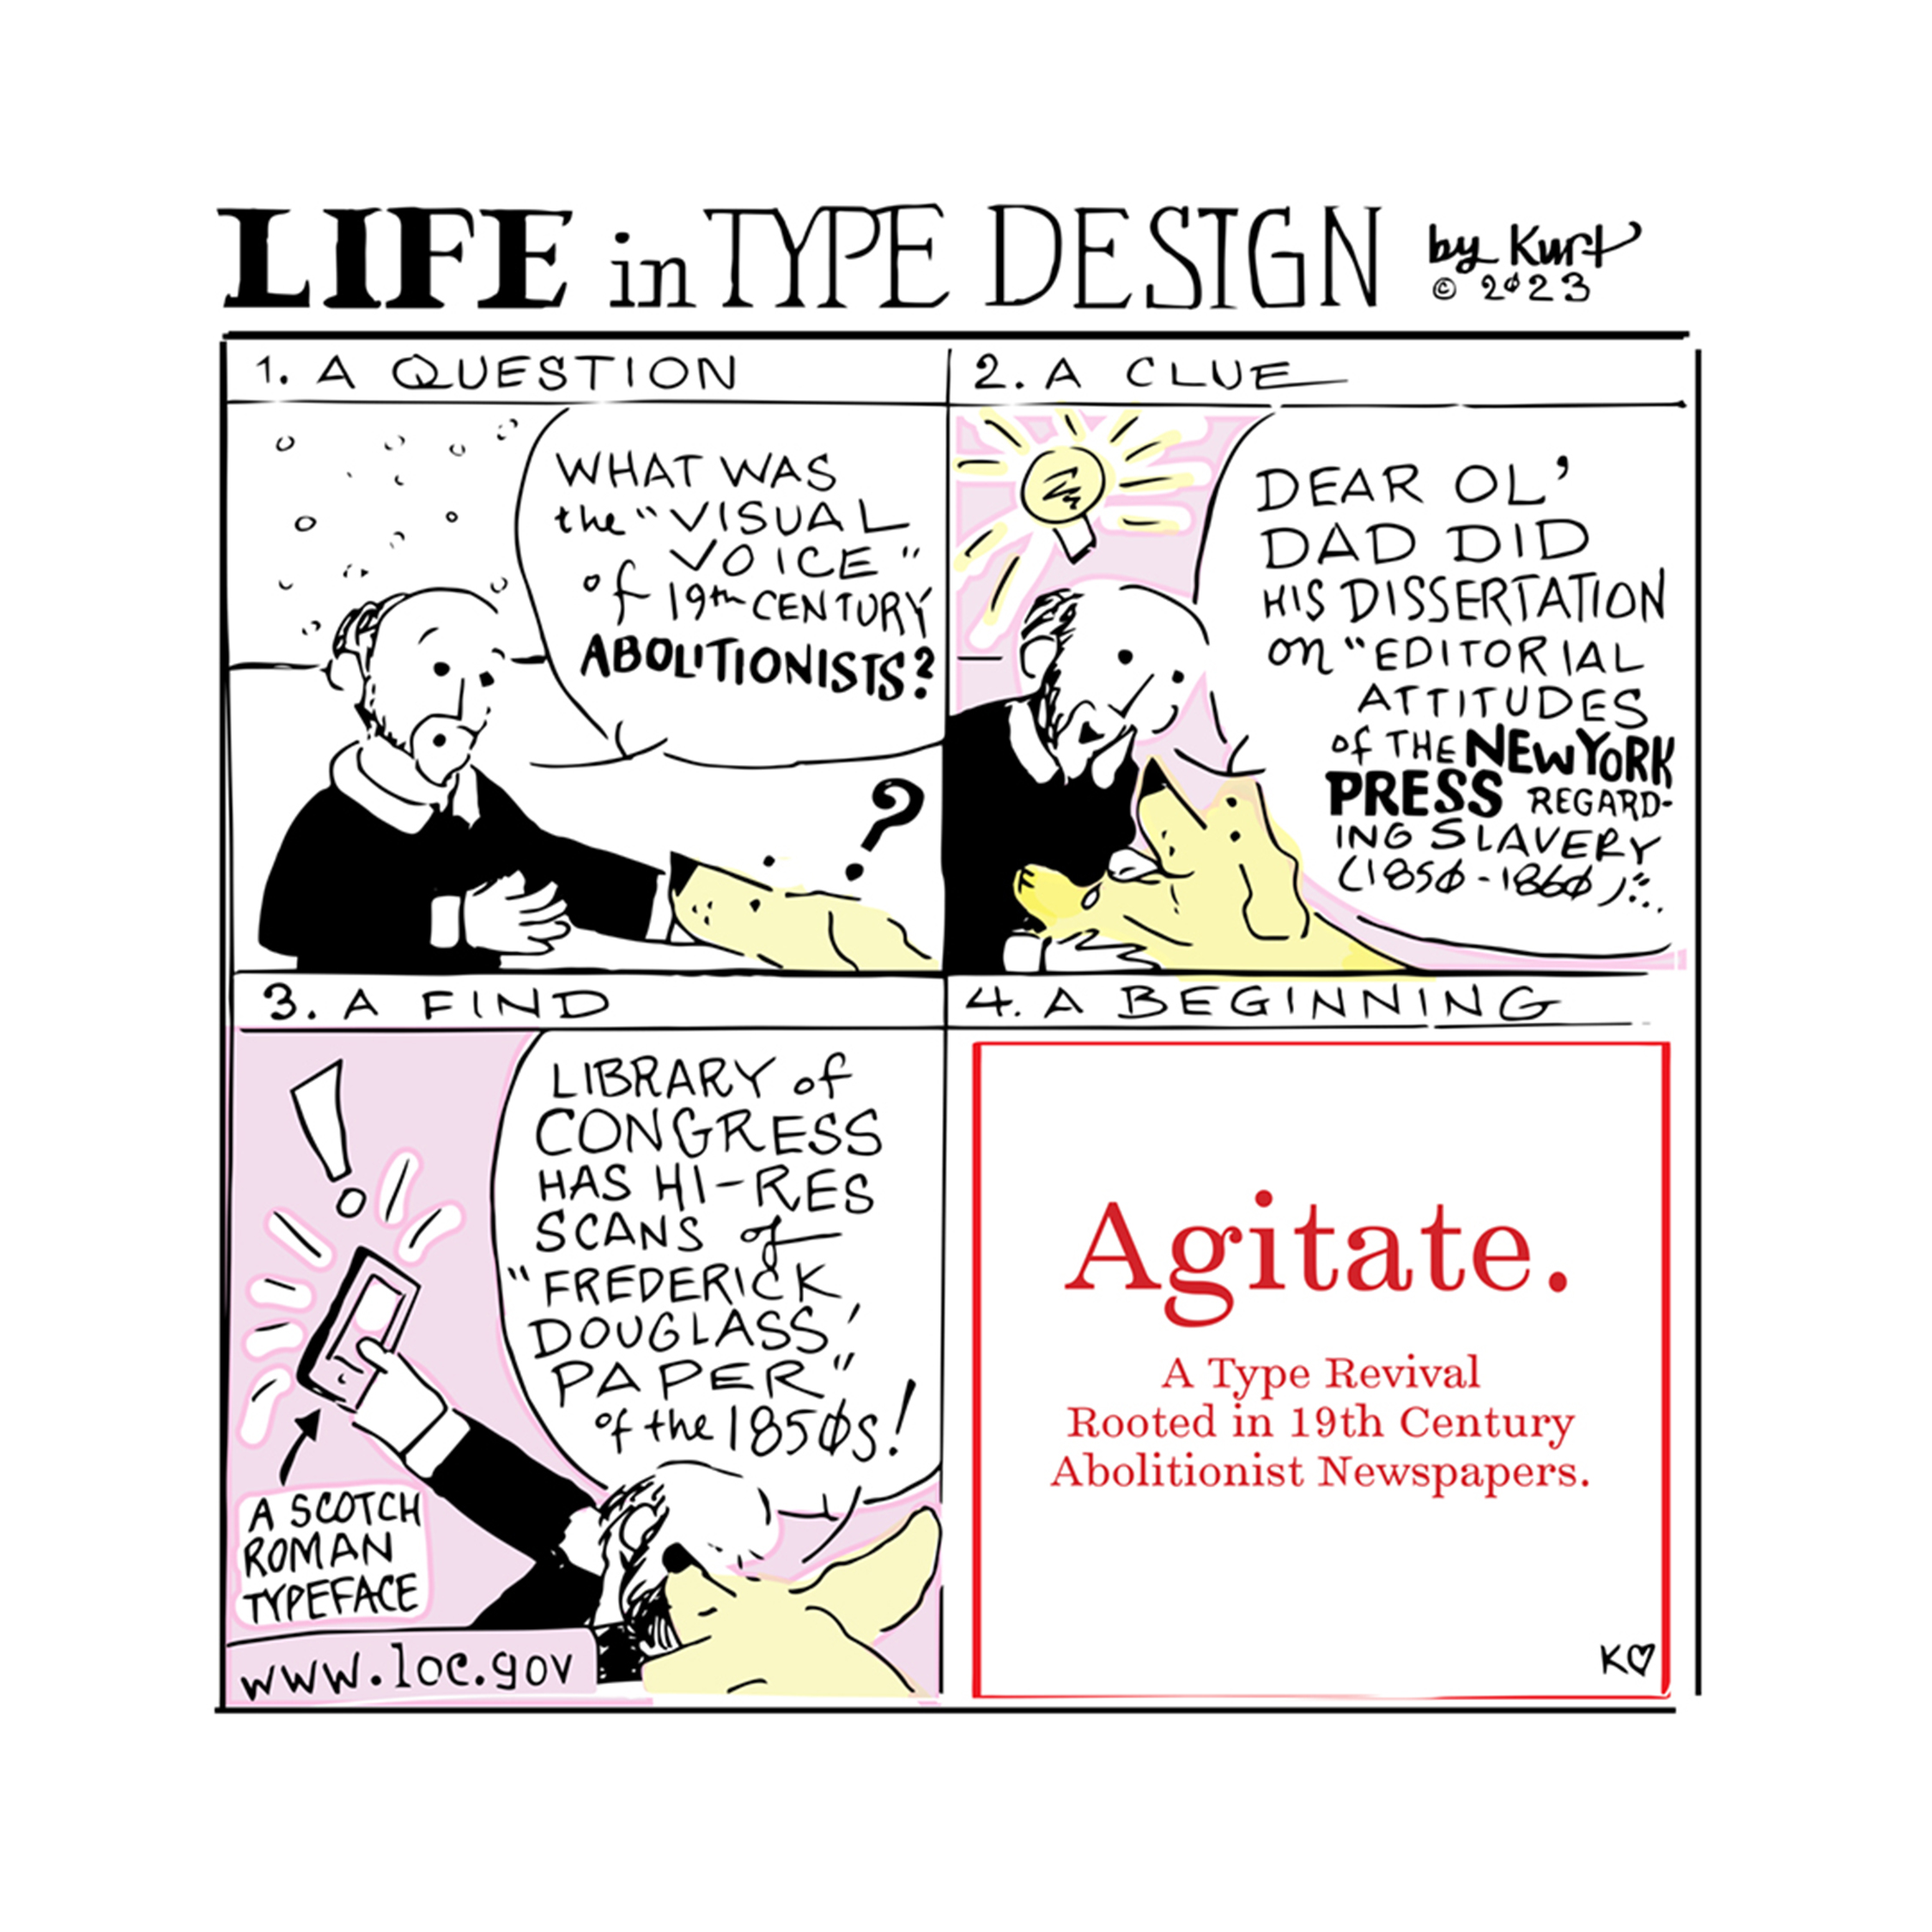 LIFE in TYPE DESIGN by Kurt
© 2023
1. A QUESTION
WHAT WAS
the "VISUAL
VOICE"
of 19th CENTURY
ABOLITIONISTS?
?
2. A CLUE
DEAR OL'
DAD DID
HIS DISSERTATION
on "EDITORIAL
ATTITUDES
of THE NEW YORK
PRESS REGARD-
ING SLAVERY
(1850-1860)"...
3. A FIND
!
LIBRARY of
CONGRESS
HAS HI-RES
SCANS of
"FREDERICK
DOUGLASS'
PAPER"
of the 1850s!
A SCOTCH
ROMAN
TYPEFACE
www.loc.gov
4. A BEGINNING
Agitate.
A Type Revival
Rooted in 19th Century
Abolitionist Newspapers.
K♡